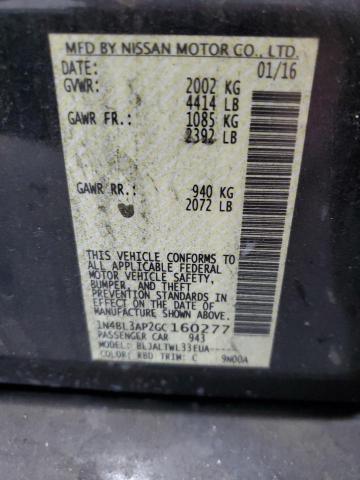 MFD BY NISSAN MOTOR CO., LTD.
DATE: 01/16
GVWR: 2002 KG
4414 LB
GAWR FR: 1085 KG
2392 LB
GAWR RR: 940 KG
2072 LB
THIS VEHICLE CONFORMS TO
ALL APPLICABLE FEDERAL
MOTOR VEHICLE SAFETY,
BUMPER, AND THEFT
PREVENTION STANDARDS IN
EFFECT ON THE DATE OF
MANUFACTURE SHOWN ABOVE.
1N4BL3AP2GC160277
PASSENGER CAR 943
MODEL: BLJALTWL33EUA-----
COLOR: RBD TRIM: C 9N00A